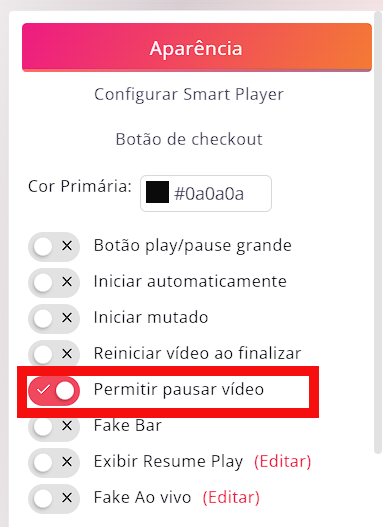 Aparência
Configurar Smart Player
Botão de checkout
Cor Primária: #0a0a0a
Botão play/pause grande
Iniciar automaticamente
Iniciar mutado
Reiniciar vídeo ao finalizar
Permitir pausar vídeo
Fake Bar
Exibir Resume Play (Editar)
Fake Ao vivo (Editar)